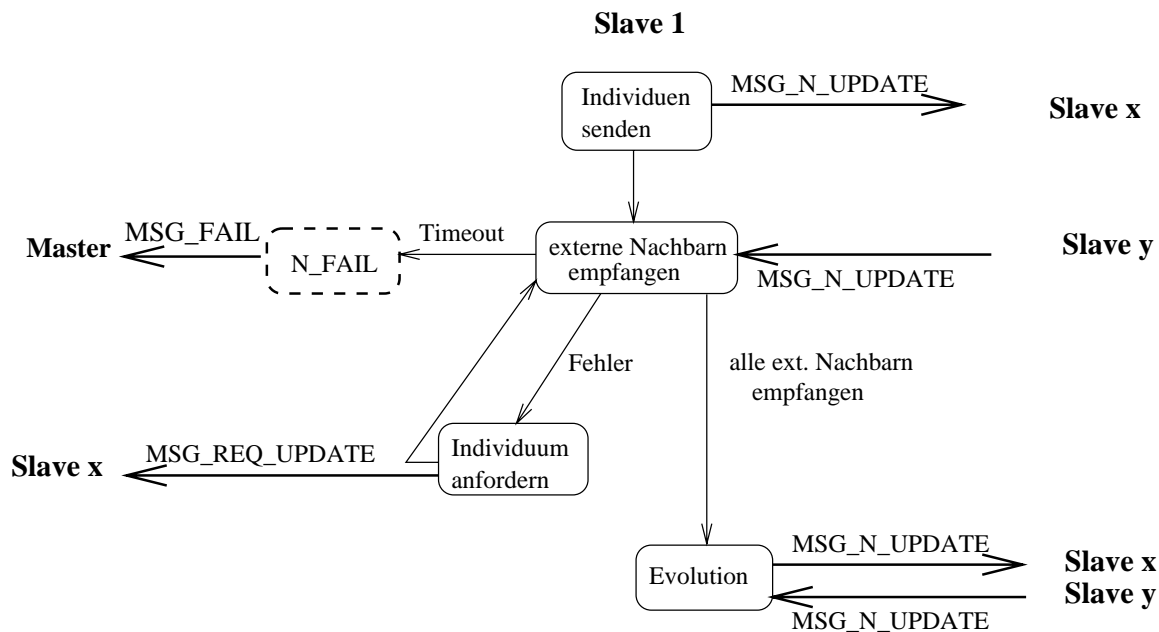 Slave 1
Individuen
senden
MSG_N_UPDATE
Slave x
Master
MSG_FAIL
N_FAIL
Timeout
externe Nachbarn
empfangen
MSG_N_UPDATE
Slave y
Fehler
alle ext. Nachbarn
empfangen
Slave x
MSG_REQ_UPDATE
Individuum
anfordern
Evolution
MSG_N_UPDATE
Slave x
MSG_N_UPDATE
Slave y